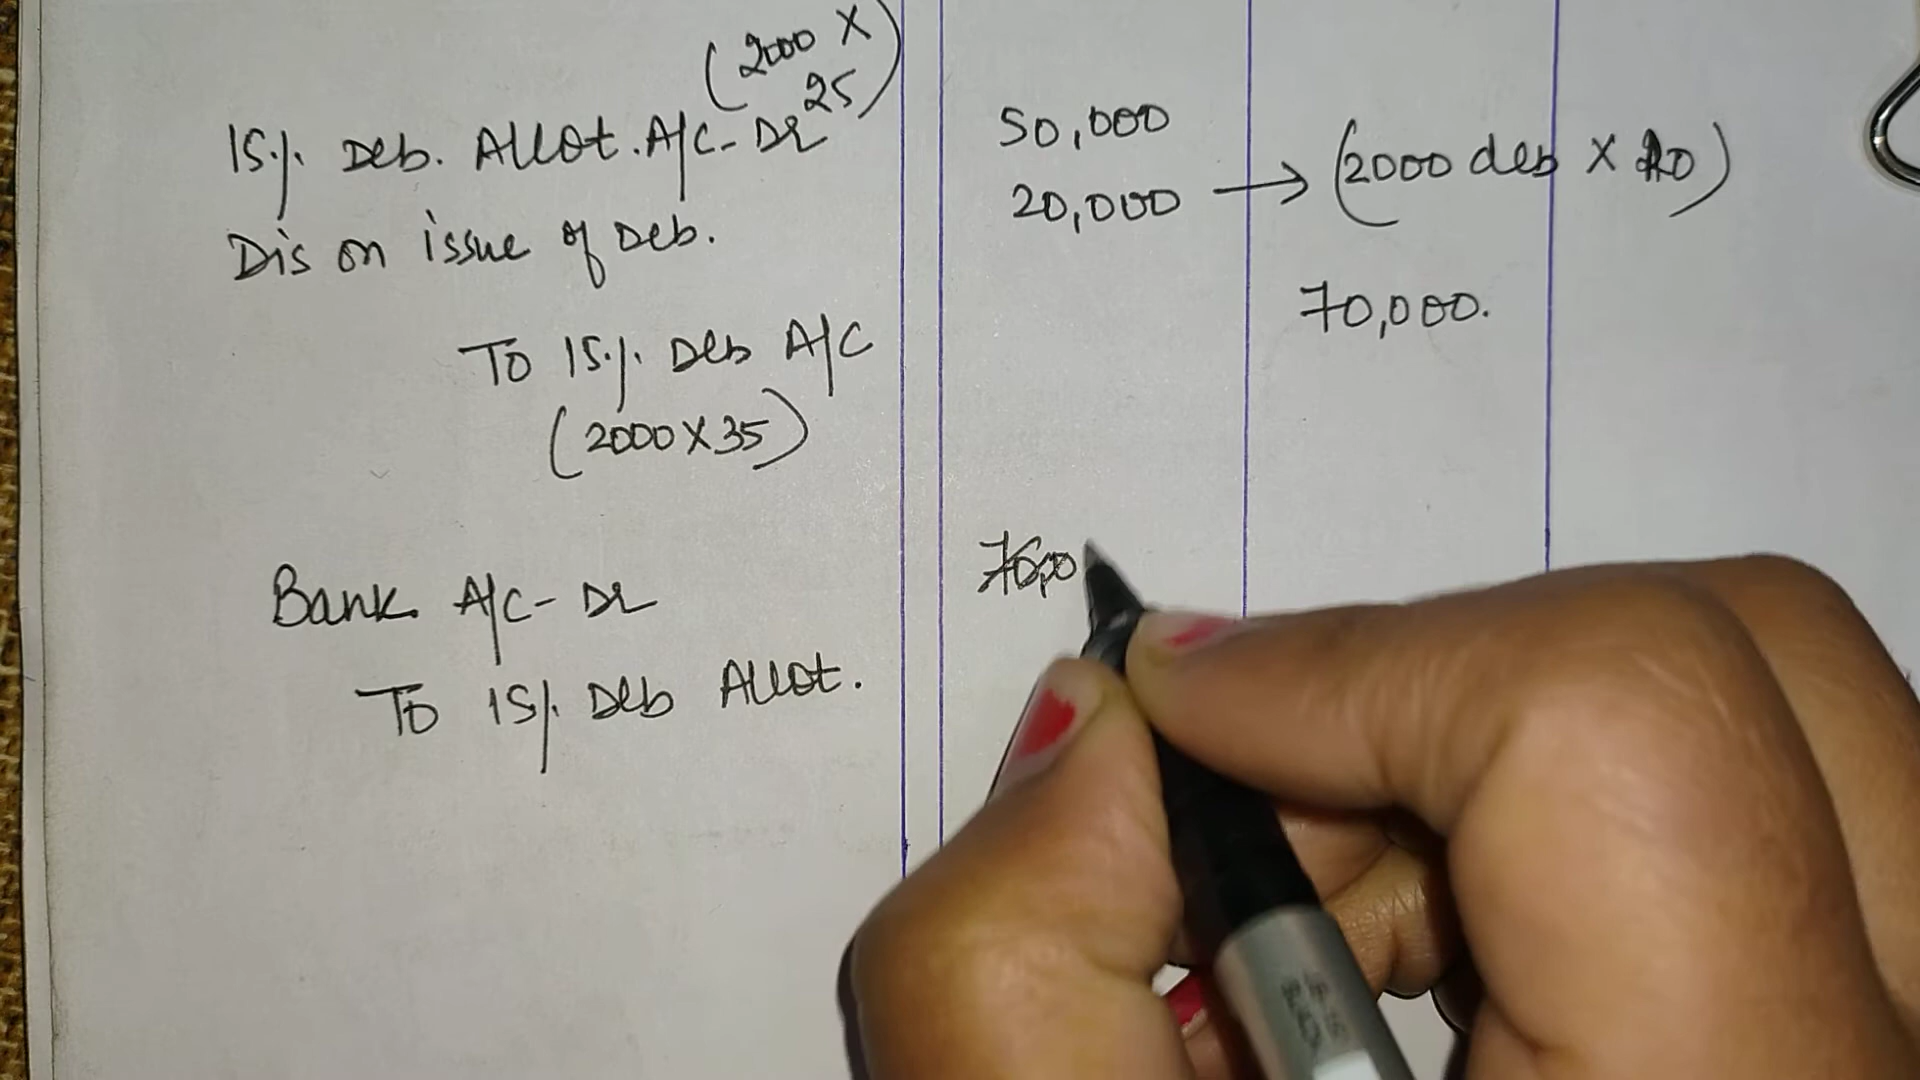 (2000 X
25)
15%. Deb. Allot. A/C - Dr 50,000
Dis on issue of Deb. 20,000 → (2000 deb X 10)
To 15%. Deb A/C 70,000.
(2000 X 35)
Bank A/C - Dr
To 15%. Deb Allot.